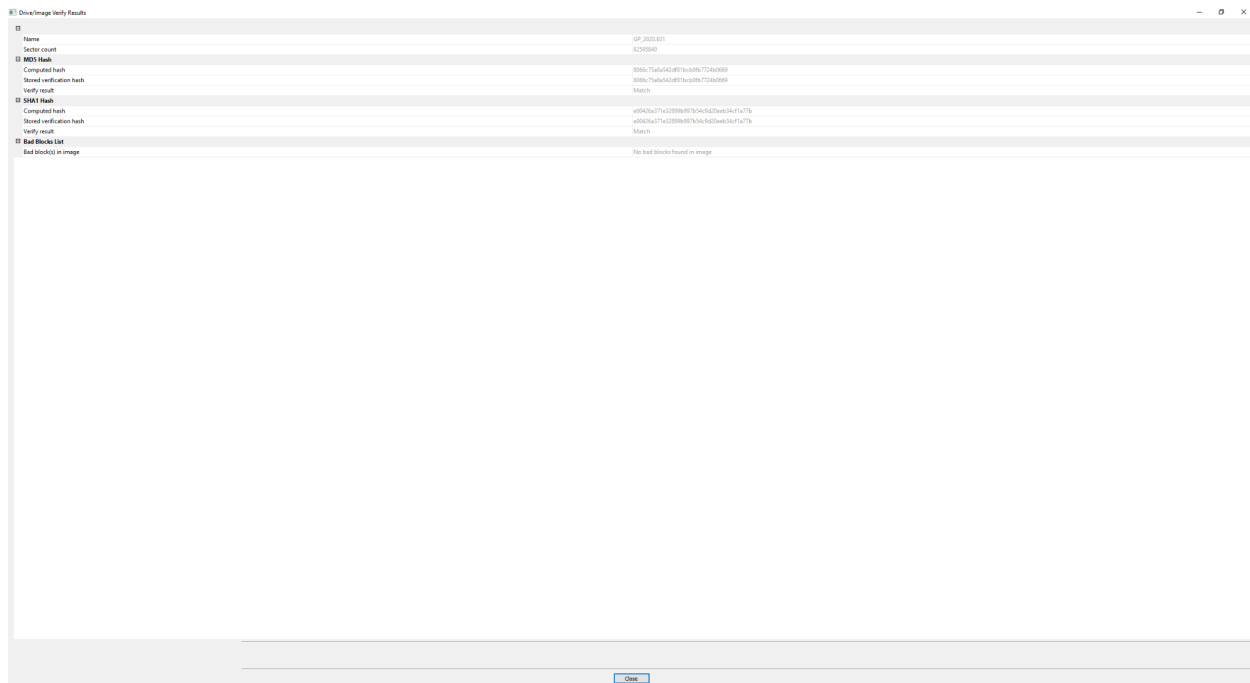 Drive/Image Verify Results
Name GP_2020.E01
Sector count
MD5 Hash
Computed hash
Stored verification hash
Verify result Match
SHA1 Hash
Computed hash
Stored verification hash
Verify result Match
Bad Blocks List
Bad block(s) in image No bad blocks found in image
Close